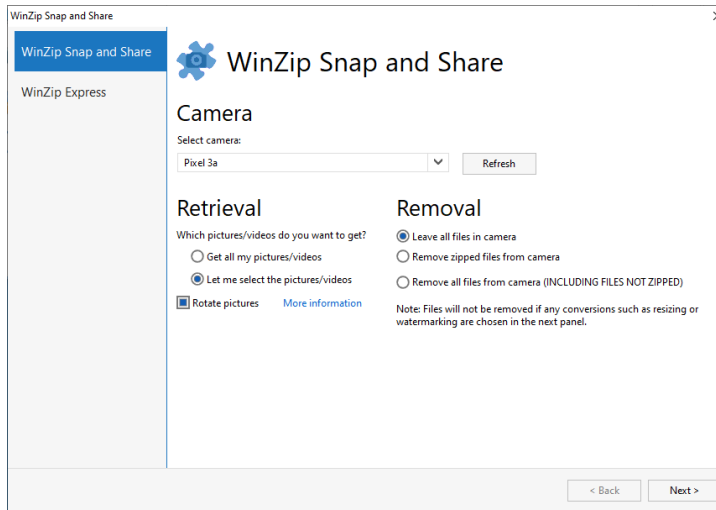 WinZip Snap and Share
WinZip Snap and Share
WinZip Express
WinZip Snap and Share
Camera
Select camera:
Pixel 3a
Refresh
Retrieval
Which pictures/videos do you want to get?
Get all my pictures/videos
Let me select the pictures/videos
Rotate pictures More information
Removal
Leave all files in camera
Remove zipped files from camera
Remove all files from camera (INCLUDING FILES NOT ZIPPED)
Note: Files will not be removed if any conversions such as resizing or
watermarking are chosen in the next panel.
< Back Next >